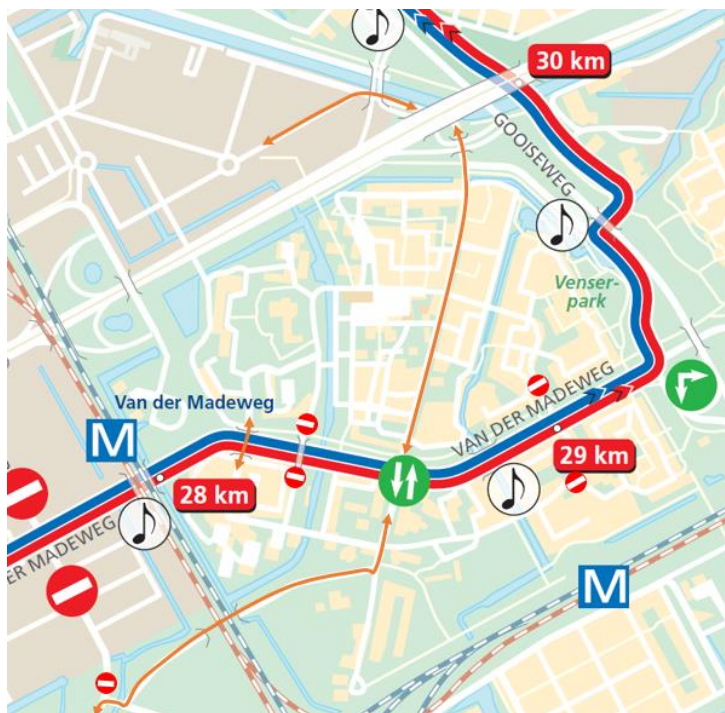 30 km
GOOISEWEG
Venser-
park
Van der Madeweg
VAN DER MADEWEG
M
29 km
28 km
ER MADEWEG
M